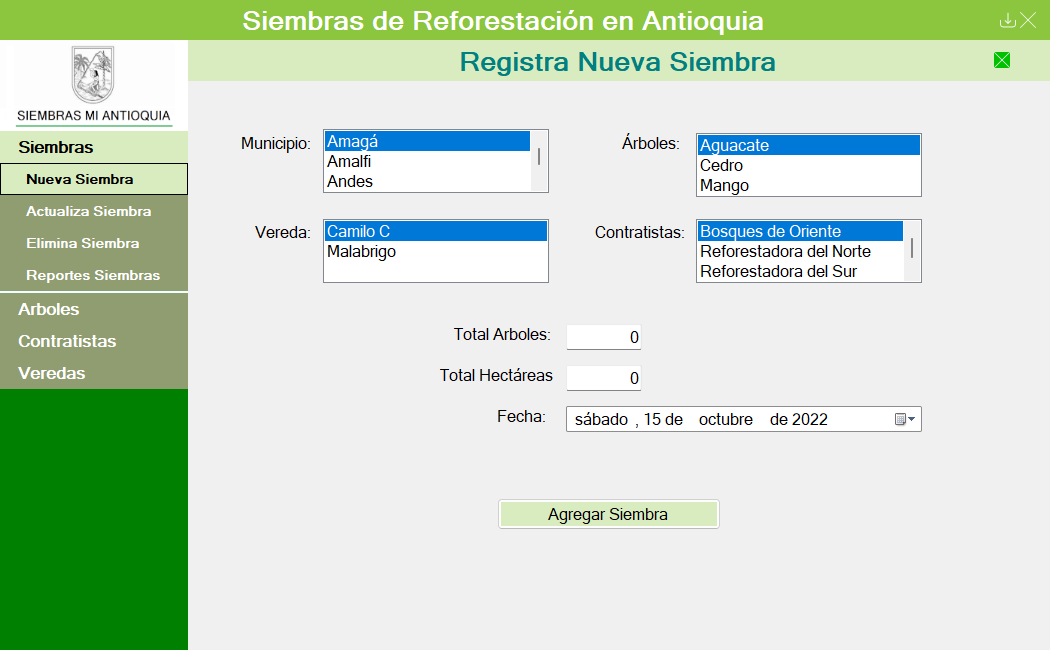 Siembras de Reforestación en Antioquia
SIEMBRAS MI ANTIOQUIA
Siembras
Nueva Siembra
Actualiza Siembra
Elimina Siembra
Reportes Siembras
Arboles
Contratistas
Veredas
Registra Nueva Siembra
Municipio:
Amagá
Amalfi
Andes
Árboles:
Aguacate
Cedro
Mango
Vereda:
Camilo C
Malabrigo
Contratistas:
Bosques de Oriente
Reforestadora del Norte
Reforestadora del Sur
Total Arboles: 0
Total Hectáreas 0
Fecha: sábado , 15 de octubre de 2022
Agregar Siembra